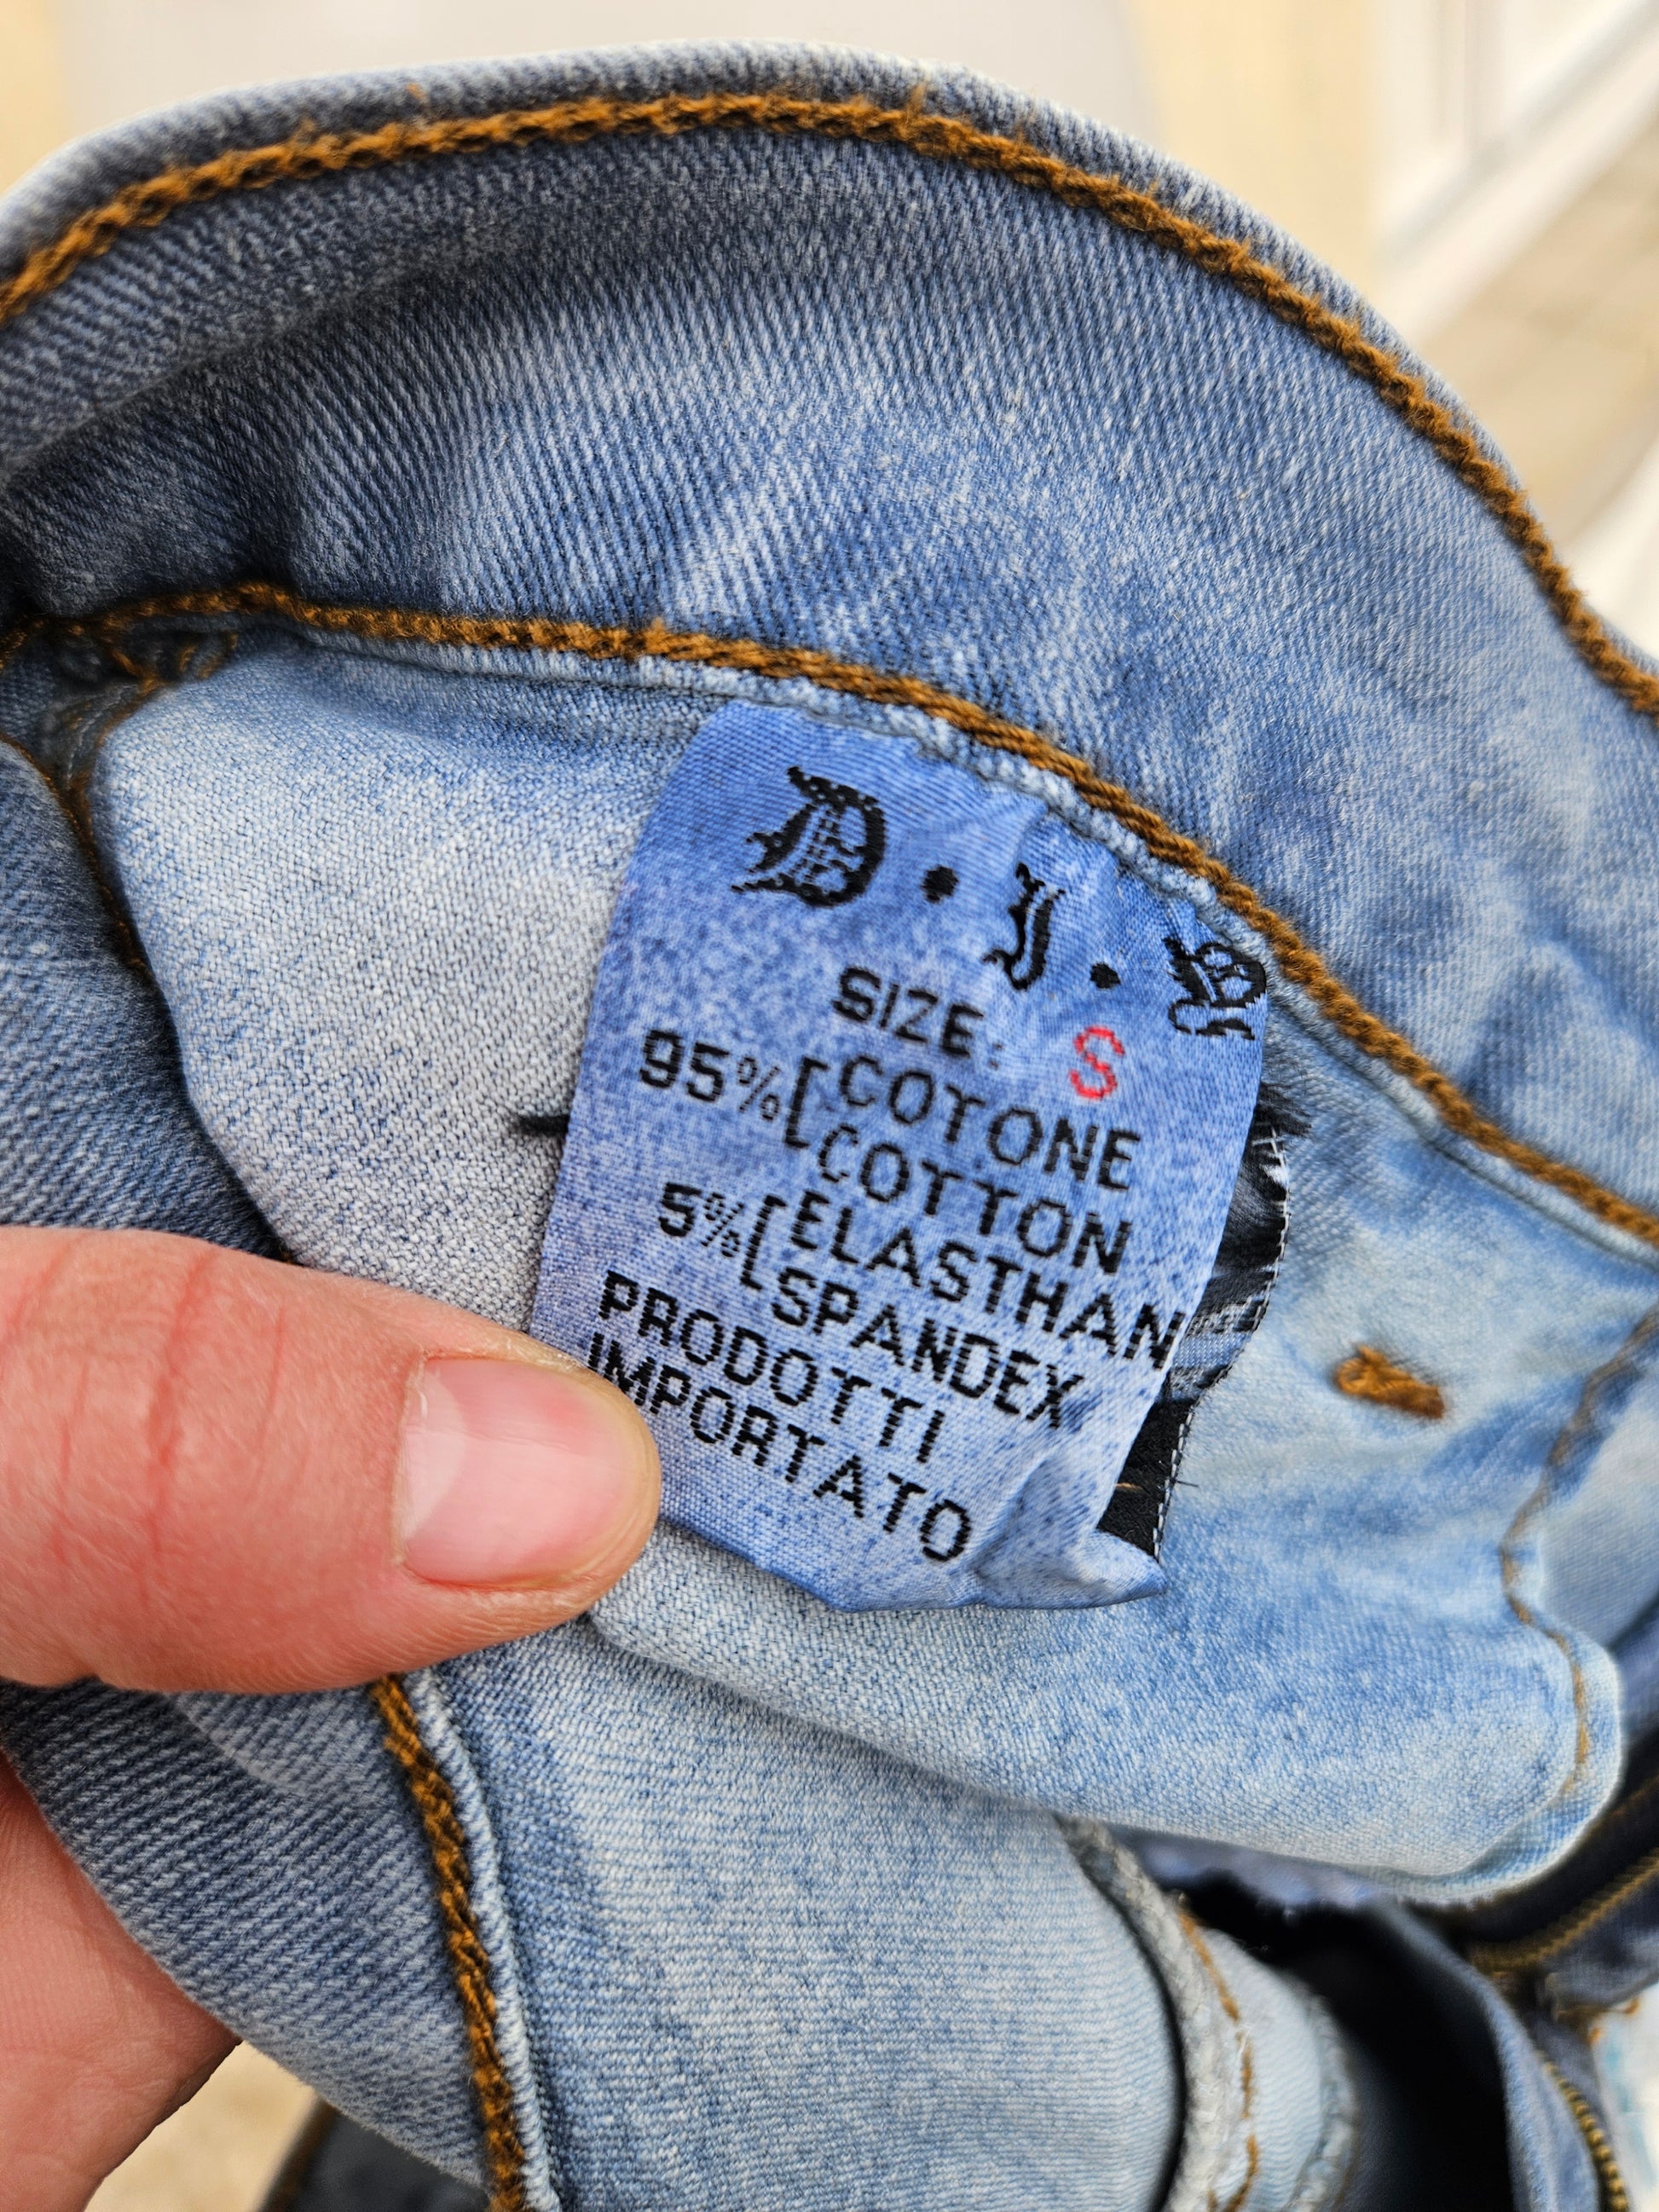 D · I · B
SIZE: S
95% [COTONE
COTTON
5% [ELASTHAN
SPANDEX
PRODOTTI
IMPORTATO